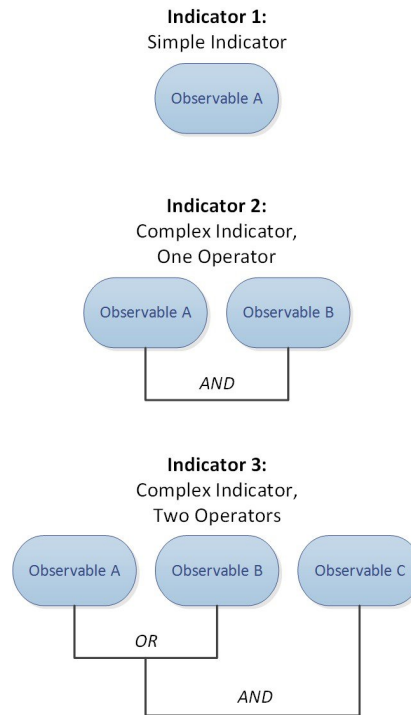 Indicator 1:
Simple Indicator
Observable A
Indicator 2:
Complex Indicator,
One Operator
Observable A
Observable B
AND
Indicator 3:
Complex Indicator,
Two Operators
Observable A
Observable B
Observable C
OR
AND